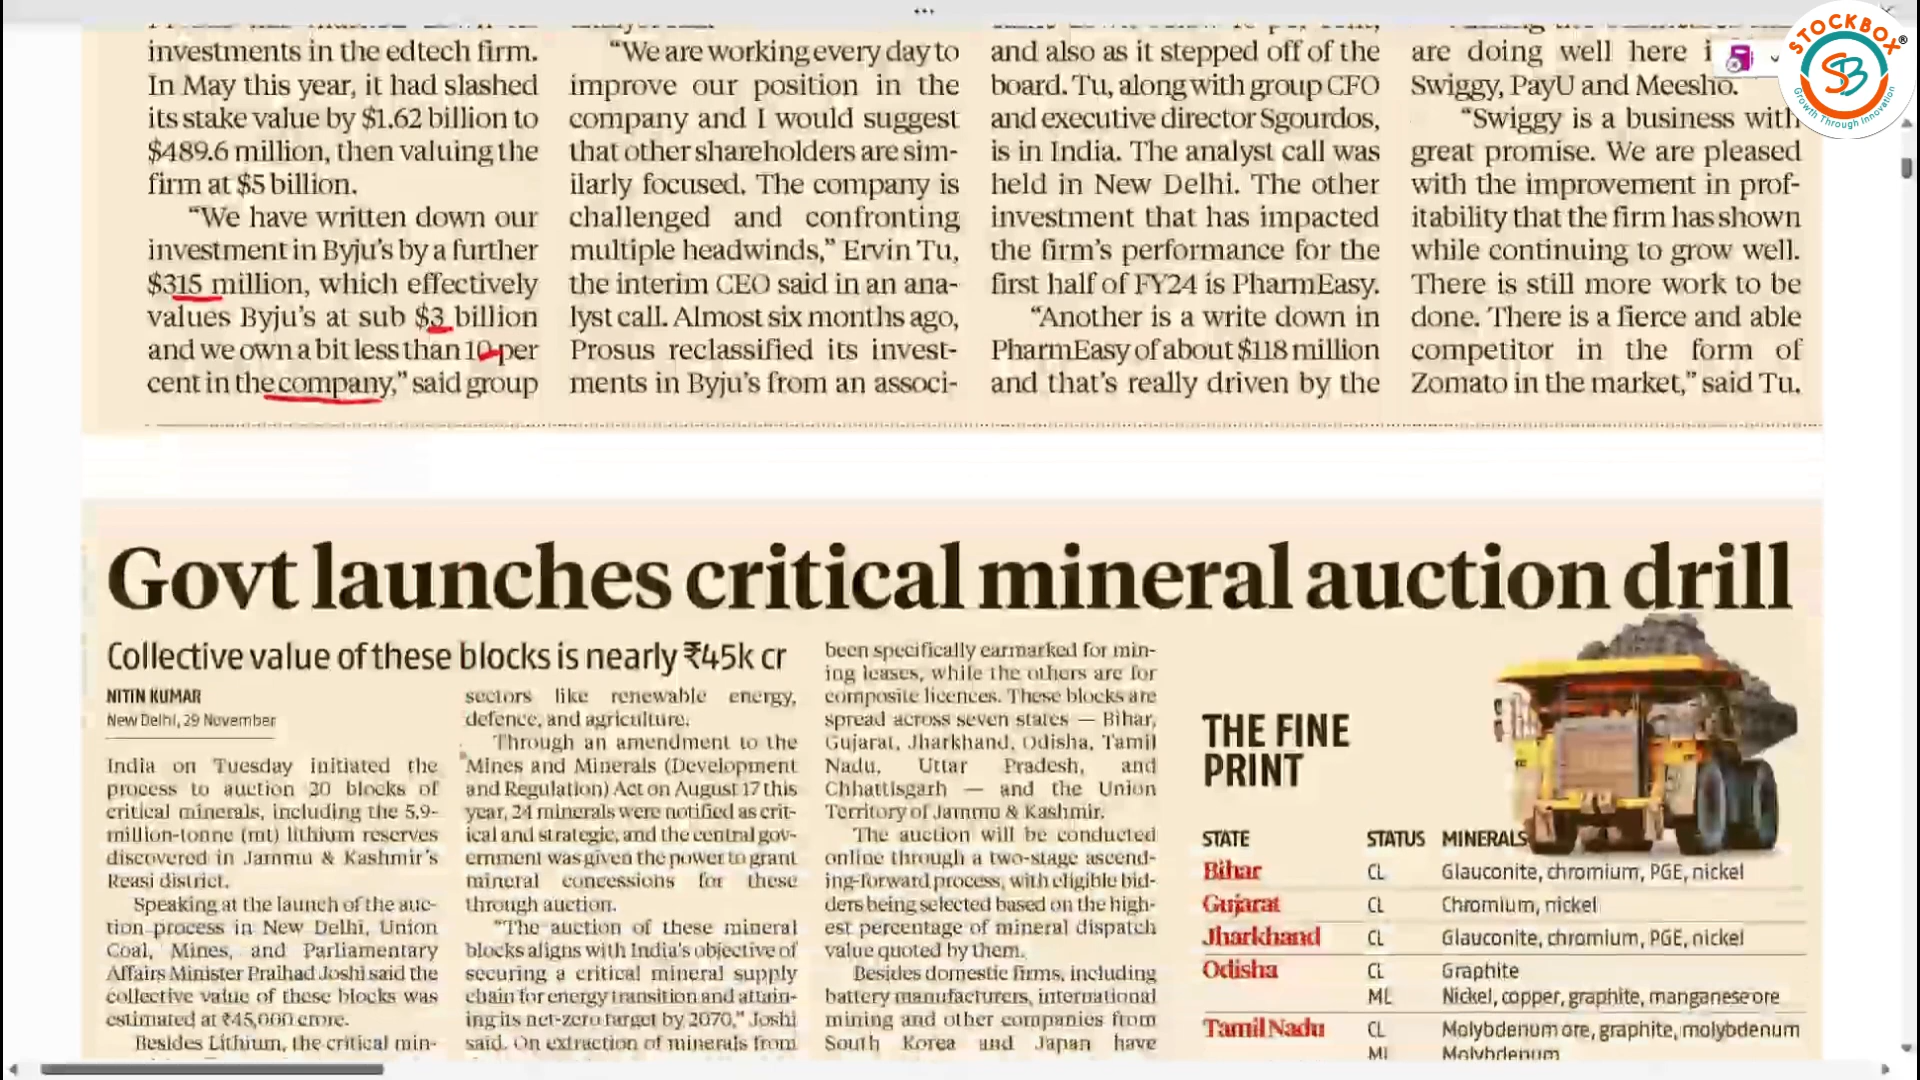 investments in the edtech firm.
In May this year, it had slashed
its stake value by $1.62 billion to
$489.6 million, then valuing the
firm at $5 billion.
“We have written down our
investment in Byju’s by a further
$315 million, which effectively
values Byju’s at sub $3 billion
and we own a bit less than 10 per
cent in the company,” said group
“We are working every day to
improve our position in the
company and I would suggest
that other shareholders are sim-
ilarly focused. The company is
challenged and confronting
multiple headwinds,” Ervin Tu,
the interim CEO said in an ana-
lyst call. Almost six months ago,
Prosus reclassified its invest-
ments in Byju’s from an associ-
and also as it stepped off of the
board. Tu, along with group CFO
and executive director Sgourdos,
is in India. The analyst call was
held in New Delhi. The other
investment that has impacted
the firm’s performance for the
first half of FY24 is PharmEasy.
“Another is a write down in
PharmEasy of about $118 million
and that’s really driven by the
are doing well here
Swiggy, PayU and Meesho.
“Swiggy is a business with
great promise. We are pleased
with the improvement in prof-
itability that the firm has shown
while continuing to grow well.
There is still more work to be
done. There is a fierce and able
competitor in the form of
Zomato in the market,” said Tu.
STOCKBOX®
SB
Growth Through Innovation
Govt launches critical mineral auction drill
Collective value of these blocks is nearly ₹45k cr
NITIN KUMAR
New Delhi, 29 November
India on Tuesday initiated the
process to auction 20 blocks of
critical minerals, including the 5.9-
million-tonne (mt) lithium reserves
discovered in Jammu & Kashmir’s
Reasi district.
Speaking at the launch of the auc-
tion process in New Delhi, Union
Coal, Mines, and Parliamentary
Affairs Minister Pralhad Joshi said the
collective value of these blocks was
estimated at ₹45,000 crore.
Besides Lithium, the critical min-
sectors like renewable energy,
defence, and agriculture.
Through an amendment to the
Mines and Minerals (Development
and Regulation) Act on August 17 this
year, 24 minerals were notified as crit-
ical and strategic, and the central gov-
ernment was given the power to grant
mineral concessions for these
through auction.
“The auction of these mineral
blocks aligns with India’s objective of
securing a critical mineral supply
chain for energy transition and attain-
ing its net-zero target by 2070,” Joshi
said. On extraction of minerals from
been specifically earmarked for min-
ing leases, while the others are for
composite licences. These blocks are
spread across seven states — Bihar,
Gujarat, Jharkhand, Odisha, Tamil
Nadu, Uttar Pradesh, and
Chhattisgarh — and the Union
Territory of Jammu & Kashmir.
The auction will be conducted
online through a two-stage ascend-
ing-forward process, with eligible bid-
ders being selected based on the high-
est percentage of mineral dispatch
value quoted by them.
Besides domestic firms, including
battery manufacturers, international
mining and other companies from
South Korea and Japan have
THE FINE
PRINT
STATE STATUS MINERALS
Bihar CL Glauconite, chromium, PGE, nickel
Gujarat CL Chromium, nickel
Jharkhand CL Glauconite, chromium, PGE, nickel
Odisha CL Graphite
ML Nickel, copper, graphite, manganese ore
Tamil Nadu CL Molybdenum ore, graphite, molybdenum
ML Molybdenum